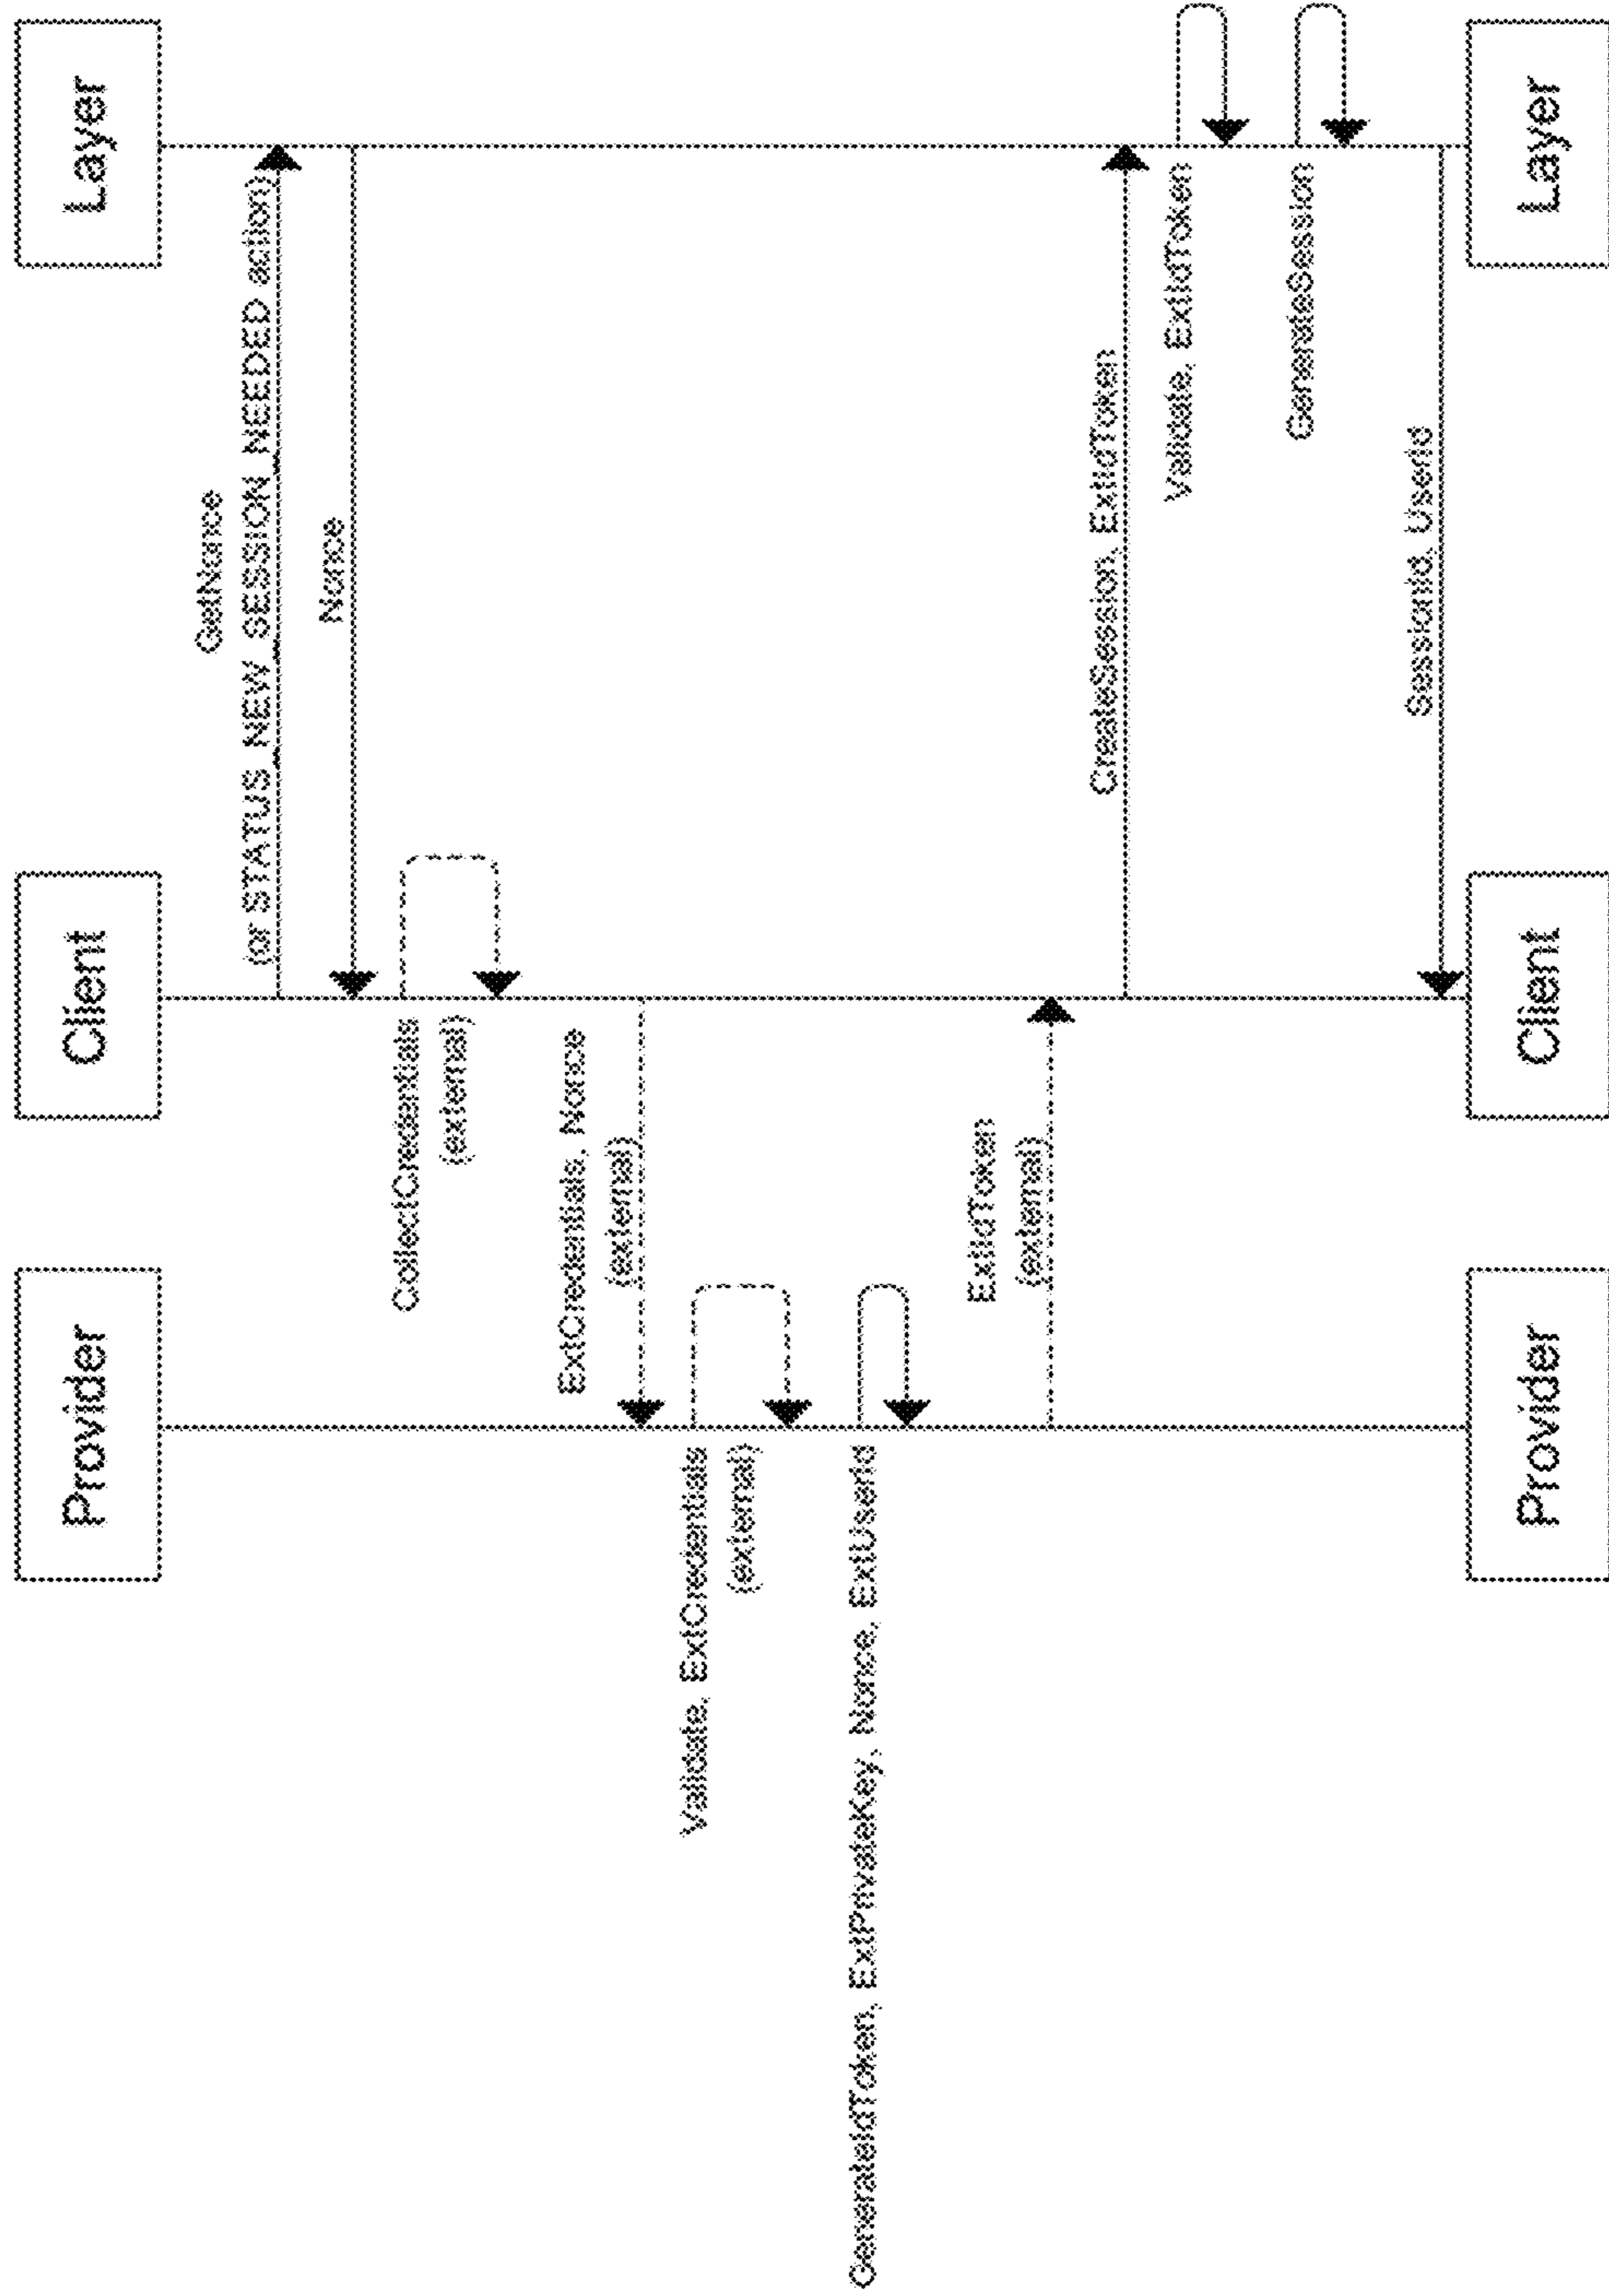 Provider
Client
Layer
GetNonce
(or STATUS_NEW_SESSION_NEEDED action)
Nonce
CollectCredentials
(external)
ExtCredentials, Nonce
(external)
Validate, ExtCredentials
(external)
GenerateIdToken, ExtPrivateKey, Nonce, ExtUserId
ExtIdToken
(external)
CreateSession, ExtIdToken
Validate, ExtIdToken
GenerateSession
SessionId, UserId
Provider
Client
Layer